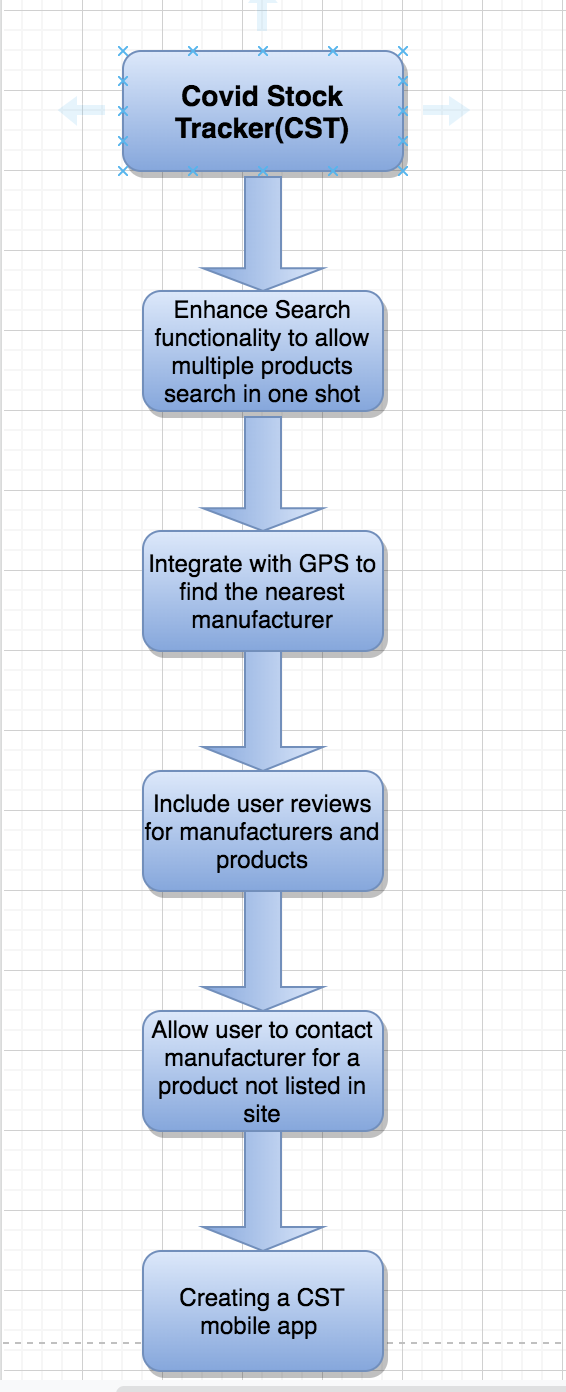 Covid Stock
Tracker(CST)
Enhance Search
functionality to allow
multiple products
search in one shot
Integrate with GPS to
find the nearest
manufacturer
Include user reviews
for manufacturers and
products
Allow user to contact
manufacturer for a
product not listed in
site
Creating a CST
mobile app